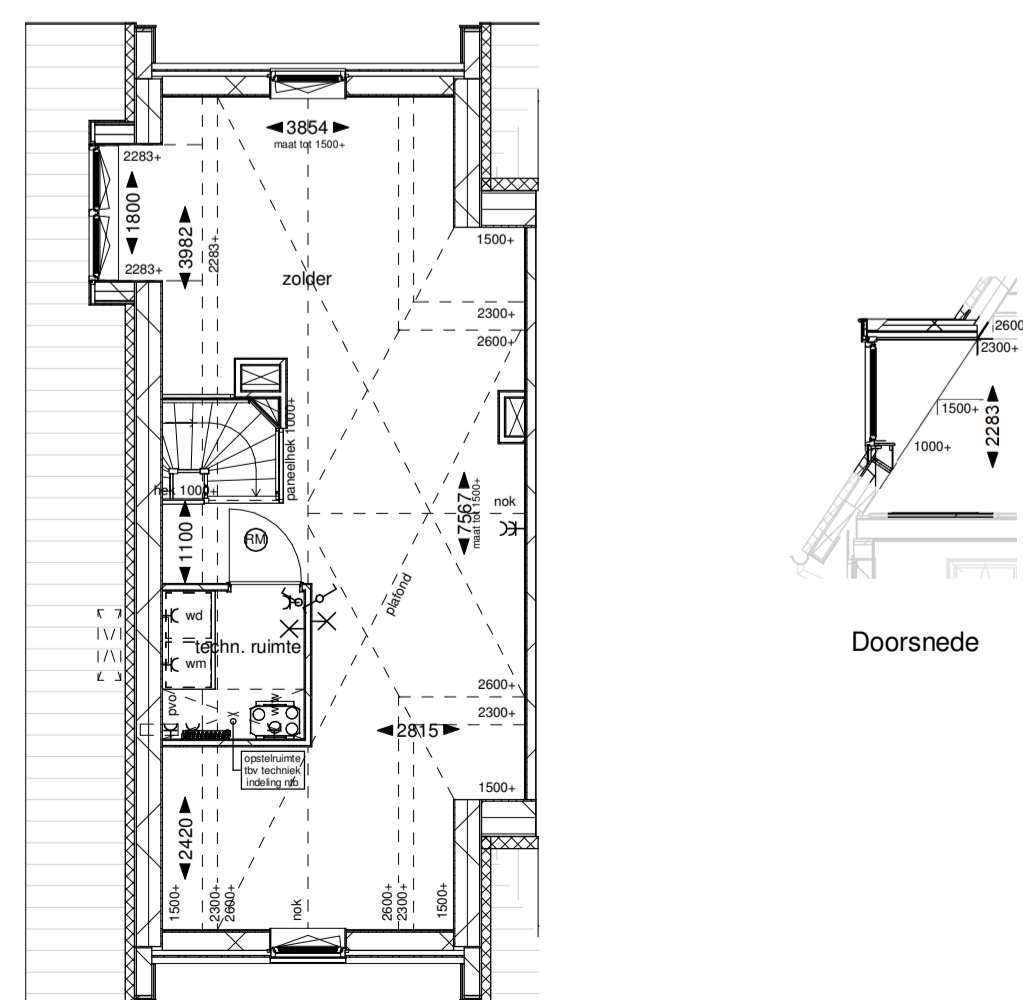 3854
maat tot 1500+
2283+
1800
3982
2283+
2283+
zolder
1500+
2300+
2600+
paneelhek 1000+
hek 1000+
1100
RM
7567
maat tot 1500+
nok
plafond
wd
techn. ruimte
wm
pvo
wtw
opstelruimte
tbv techniek
indeling ntb
2600+
2300+
2815
1500+
2420
1500+
2300+
2600+
nok
2600+
2300+
1500+
2600
2300+
1500+
2283
1000+
Doorsnede